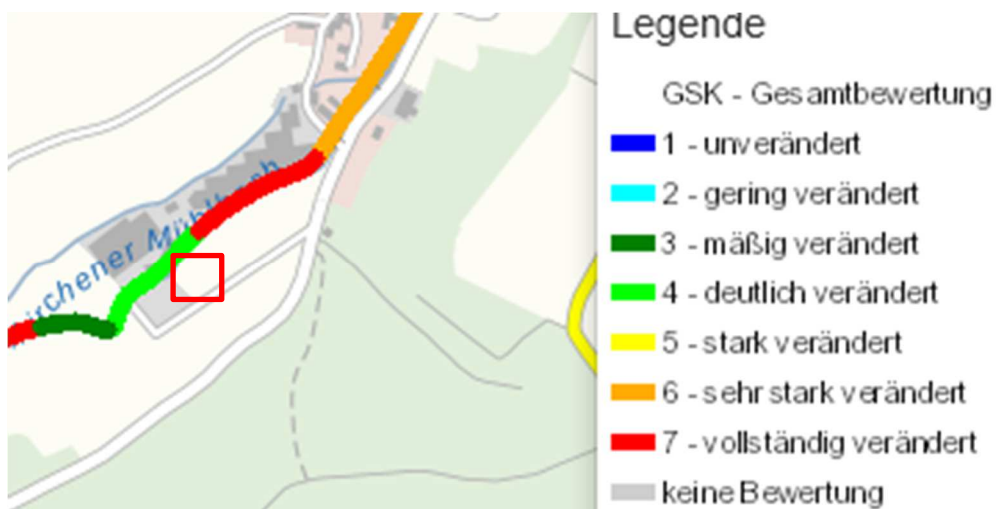 Legende
GSK - Gesamtbewertung
1 - unverändert
2 - gering verändert
3 - mäßig verändert
4 - deutlich verändert
5 - stark verändert
6 - sehr stark verändert
7 - vollständig verändert
keine Bewertung